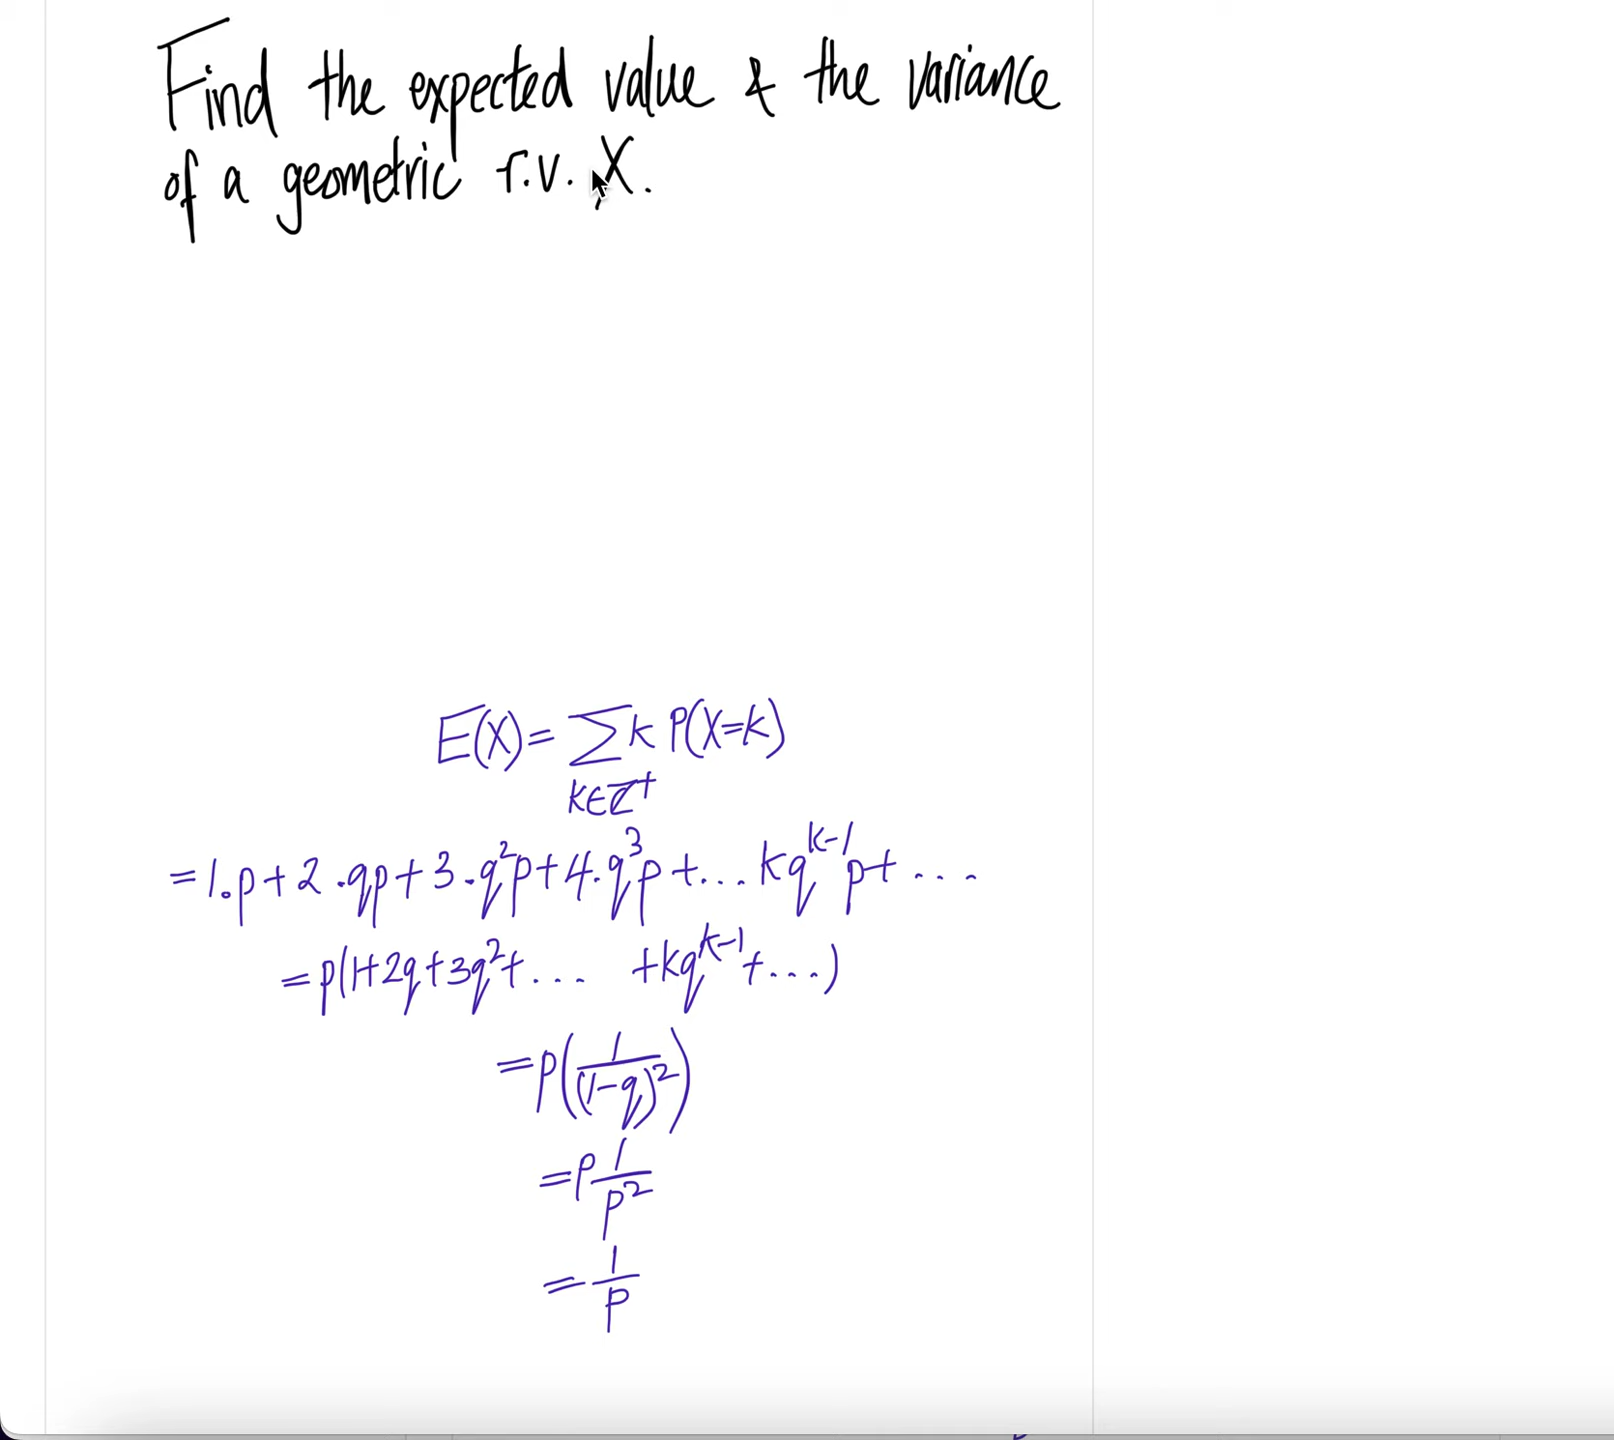 Find the expected value & the variance
of a geometric r.v. X.
E(X)= ∑ k P(X=k)
k∈ℤ⁺
=1.p+2.qp+3.q²p+4.q³p+...kq^{k-1}p+...
=p(1+2q+3q²+... +kq^{k-1}+...)
=p(1/(1-q)²)
=p 1/p²
=1/p